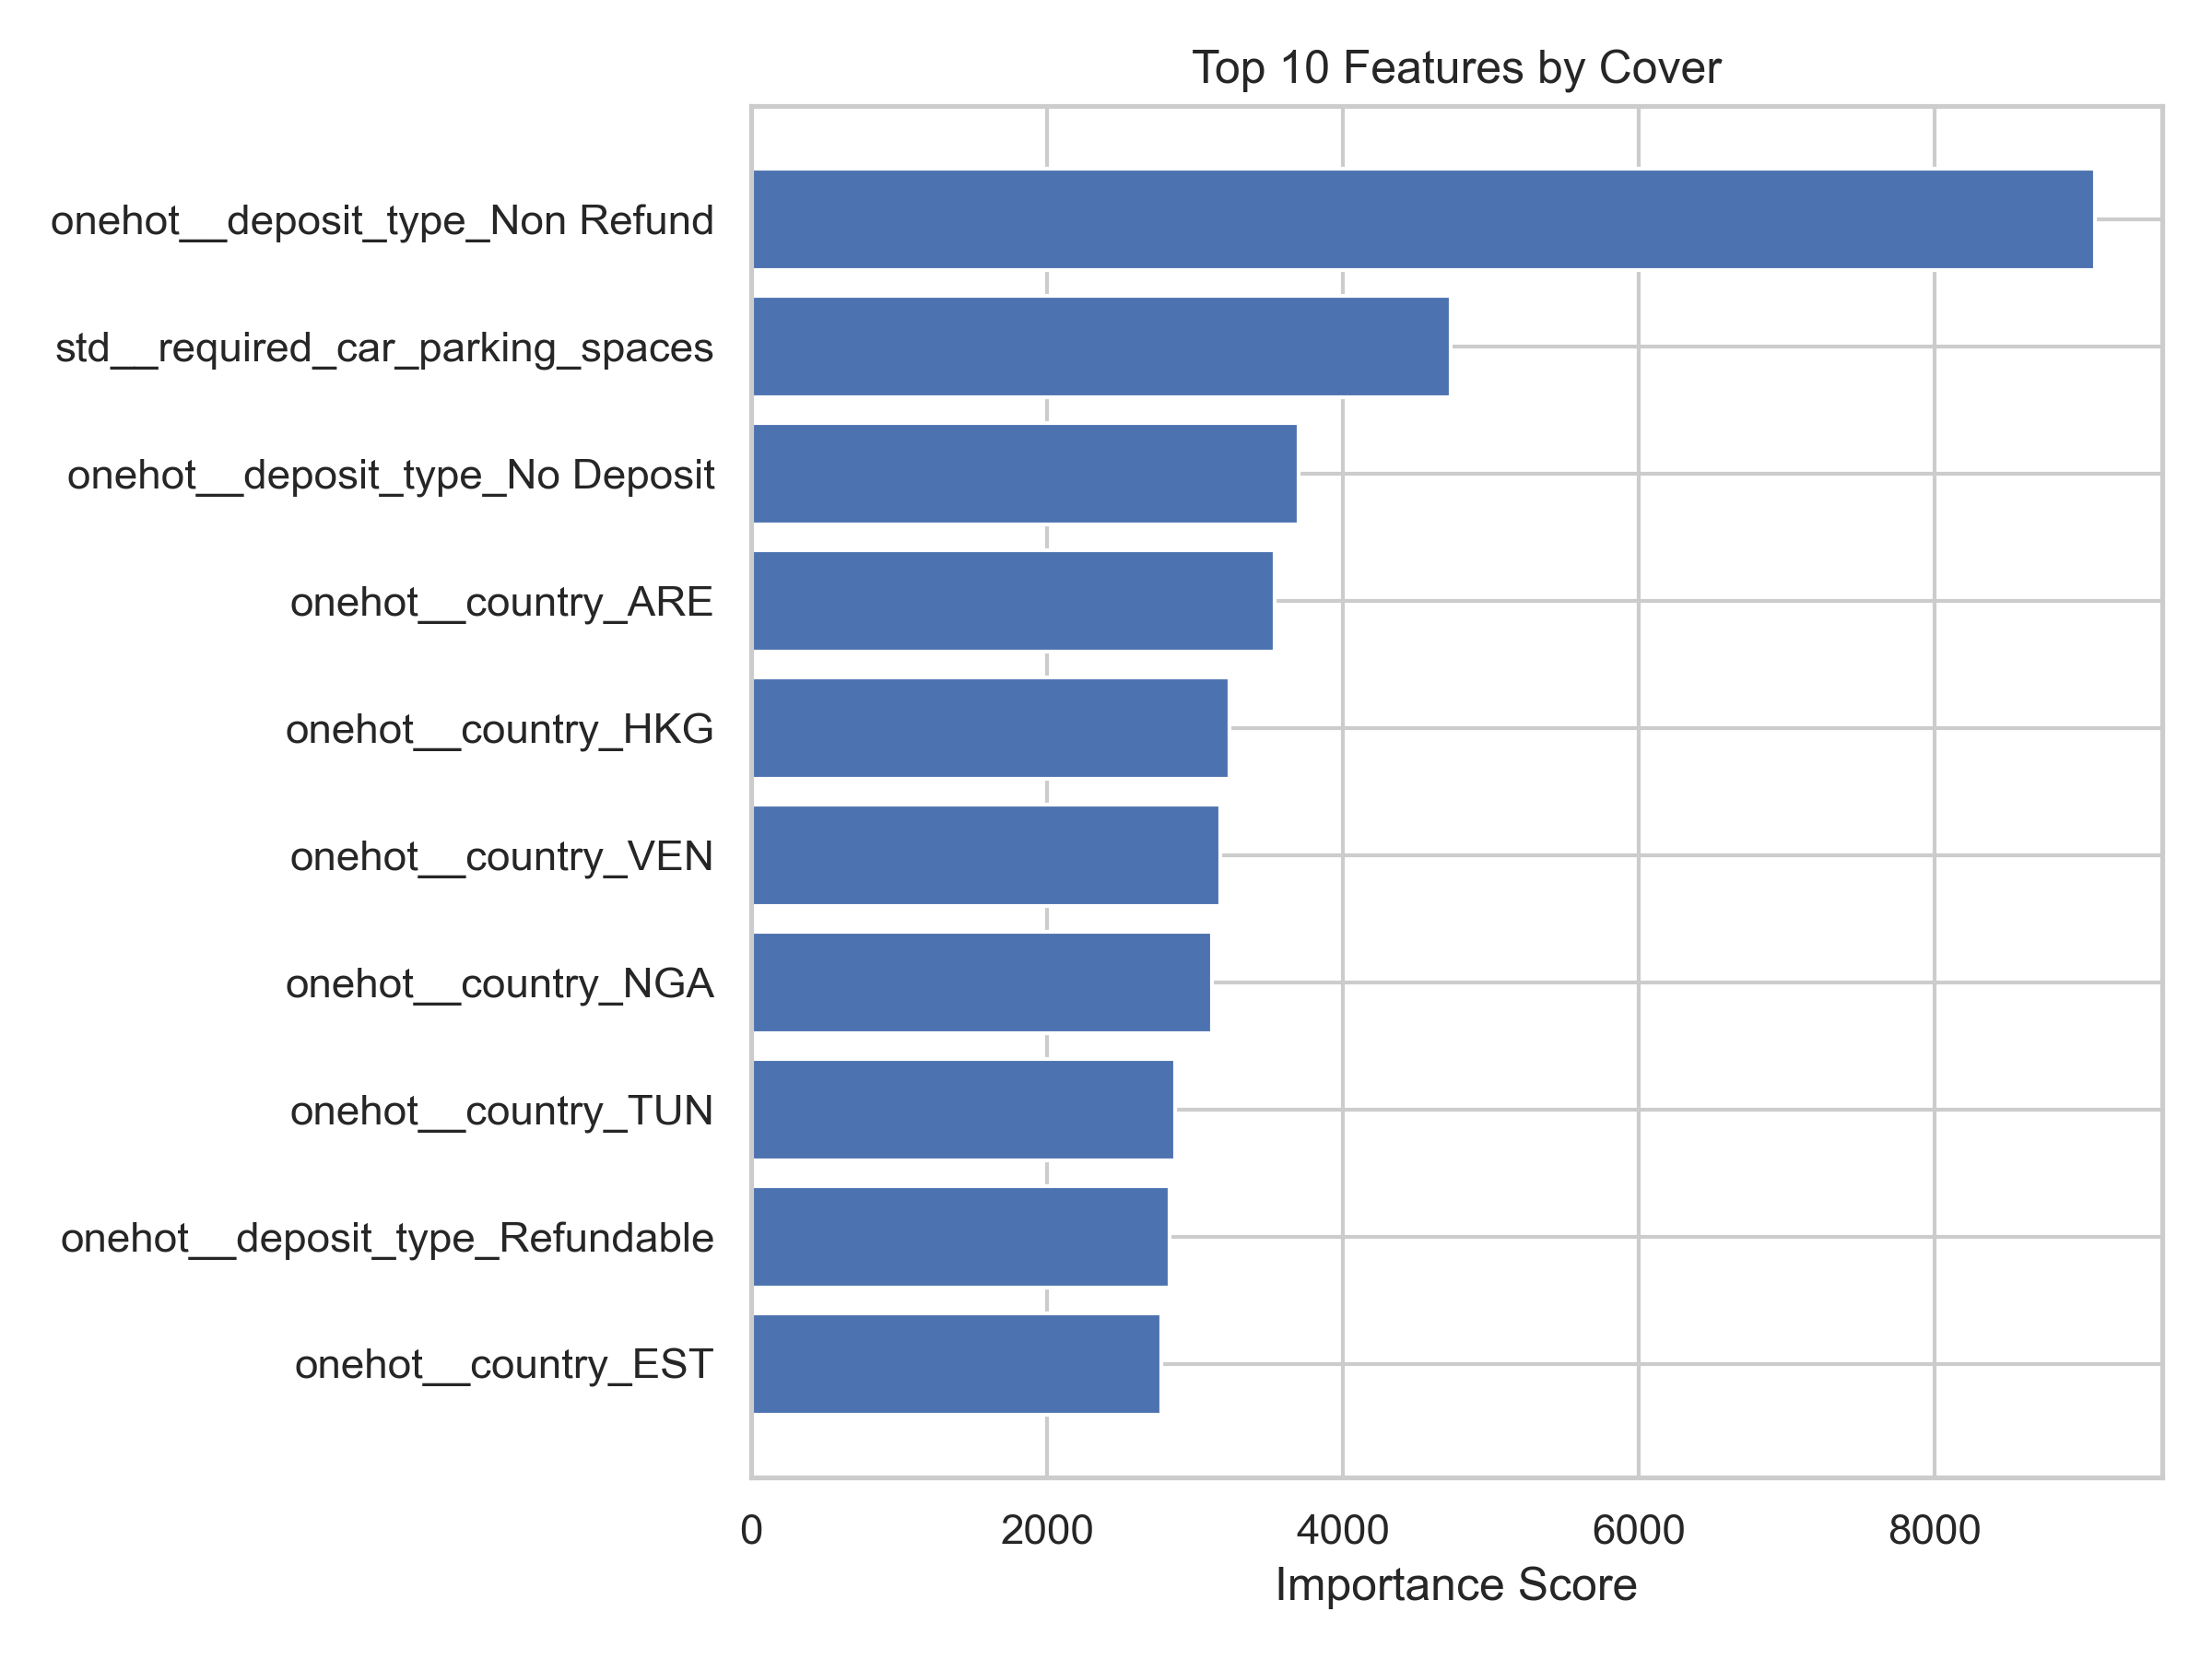 Top 10 Features by Cover
onehot__deposit_type_Non Refund
std__required_car_parking_spaces
onehot__deposit_type_No Deposit
onehot__country_ARE
onehot__country_HKG
onehot__country_VEN
onehot__country_NGA
onehot__country_TUN
onehot__deposit_type_Refundable
onehot__country_EST
0 2000 4000 6000 8000
Importance Score